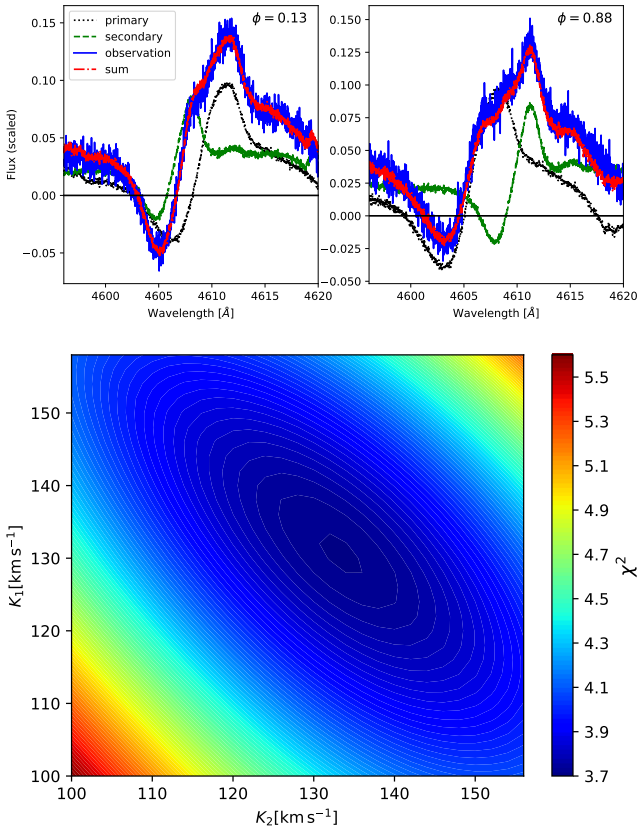 ϕ = 0.13
primary
secondary
observation
sum
0.15
0.10
0.05
0.00
−0.05
Flux (scaled)
4600 4605 4610 4615 4620
Wavelength [Å]
ϕ = 0.88
0.150
0.125
0.100
0.075
0.050
0.025
0.000
−0.025
−0.050
4600 4605 4610 4615 4620
Wavelength [Å]
150
140
130
120
110
100
K₁[km s⁻¹]
100 110 120 130 140 150
K₂[km s⁻¹]
5.5
5.3
5.1
4.9
4.7
4.5
4.3
4.1
3.9
3.7
χ²